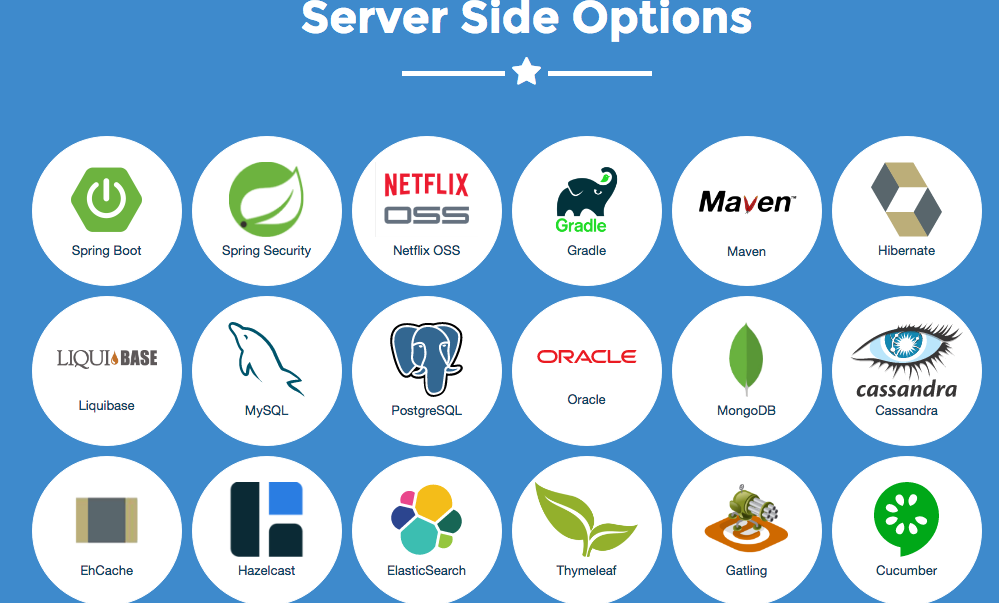 Server Side Options
NETFLIX
OSS
Gradle
Maven™
Spring Boot
Spring Security
Netflix OSS
Gradle
Maven
Hibernate
LIQUIBASE
ORACLE
cassandra
Liquibase
MySQL
PostgreSQL
Oracle
MongoDB
Cassandra
EhCache
Hazelcast
ElasticSearch
Thymeleaf
Gatling
Cucumber